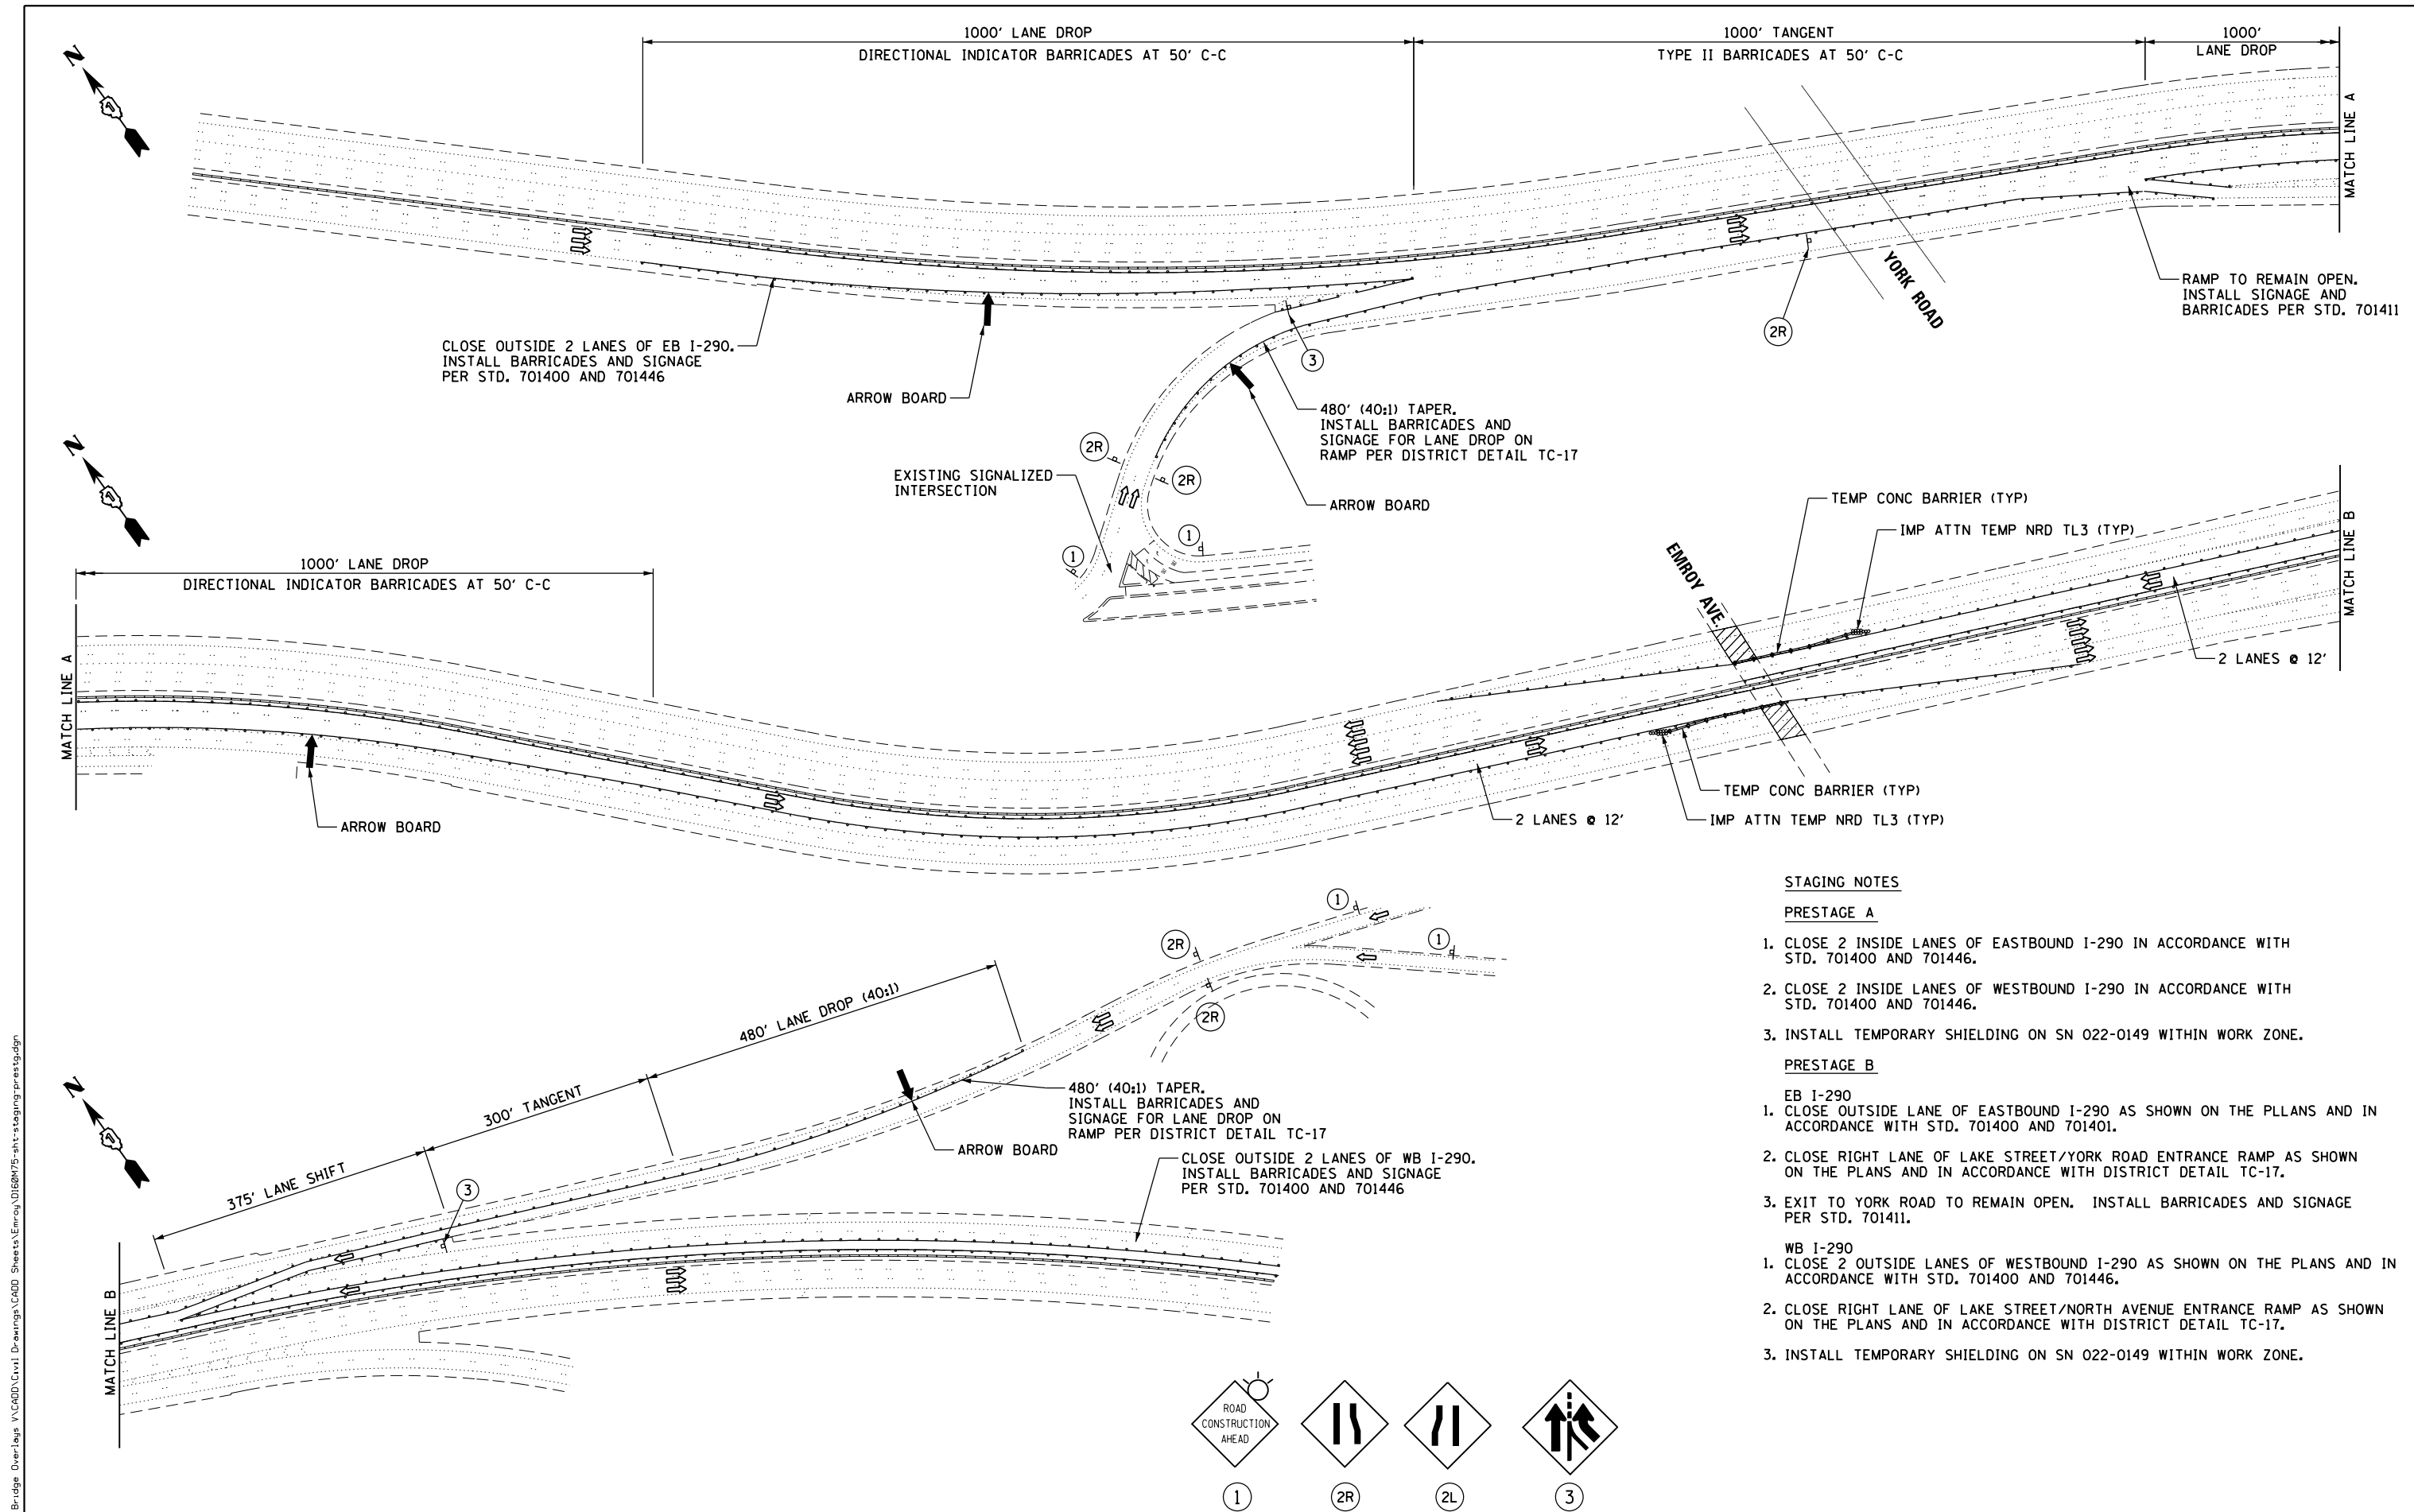 1000' LANE DROP
DIRECTIONAL INDICATOR BARRICADES AT 50' C-C
1000' TANGENT
TYPE II BARRICADES AT 50' C-C
1000'
LANE DROP
N
MATCH LINE A
CLOSE OUTSIDE 2 LANES OF EB I-290.
INSTALL BARRICADES AND SIGNAGE
PER STD. 701400 AND 701446
ARROW BOARD
3
2R
YORK ROAD
RAMP TO REMAIN OPEN.
INSTALL SIGNAGE AND
BARRICADES PER STD. 701411
480' (40:1) TAPER.
INSTALL BARRICADES AND
SIGNAGE FOR LANE DROP ON
RAMP PER DISTRICT DETAIL TC-17
2R
2R
EXISTING SIGNALIZED
INTERSECTION
ARROW BOARD
1
1
N
1000' LANE DROP
DIRECTIONAL INDICATOR BARRICADES AT 50' C-C
MATCH LINE A
ARROW BOARD
TEMP CONC BARRIER (TYP)
IMP ATTN TEMP NRD TL3 (TYP)
EMROY AVE.
MATCH LINE B
2 LANES @ 12'
TEMP CONC BARRIER (TYP)
2 LANES @ 12'
IMP ATTN TEMP NRD TL3 (TYP)
N
375' LANE SHIFT
300' TANGENT
480' LANE DROP (40:1)
1
1
2R
2R
3
480' (40:1) TAPER.
INSTALL BARRICADES AND
SIGNAGE FOR LANE DROP ON
RAMP PER DISTRICT DETAIL TC-17
ARROW BOARD
CLOSE OUTSIDE 2 LANES OF WB I-290.
INSTALL BARRICADES AND SIGNAGE
PER STD. 701400 AND 701446
MATCH LINE B
STAGING NOTES
PRESTAGE A
1. CLOSE 2 INSIDE LANES OF EASTBOUND I-290 IN ACCORDANCE WITH
STD. 701400 AND 701446.
2. CLOSE 2 INSIDE LANES OF WESTBOUND I-290 IN ACCORDANCE WITH
STD. 701400 AND 701446.
3. INSTALL TEMPORARY SHIELDING ON SN 022-0149 WITHIN WORK ZONE.
PRESTAGE B
EB I-290
1. CLOSE OUTSIDE LANE OF EASTBOUND I-290 AS SHOWN ON THE PLLANS AND IN
ACCORDANCE WITH STD. 701400 AND 701401.
2. CLOSE RIGHT LANE OF LAKE STREET/YORK ROAD ENTRANCE RAMP AS SHOWN
ON THE PLANS AND IN ACCORDANCE WITH DISTRICT DETAIL TC-17.
3. EXIT TO YORK ROAD TO REMAIN OPEN. INSTALL BARRICADES AND SIGNAGE
PER STD. 701411.
WB I-290
1. CLOSE 2 OUTSIDE LANES OF WESTBOUND I-290 AS SHOWN ON THE PLANS AND IN
ACCORDANCE WITH STD. 701400 AND 701446.
2. CLOSE RIGHT LANE OF LAKE STREET/NORTH AVENUE ENTRANCE RAMP AS SHOWN
ON THE PLANS AND IN ACCORDANCE WITH DISTRICT DETAIL TC-17.
3. INSTALL TEMPORARY SHIELDING ON SN 022-0149 WITHIN WORK ZONE.
ROAD
CONSTRUCTION
AHEAD
1
2R
2L
3
Bridge Overlays V\CADD\Civil Drawings\CADD Sheets\Emroy\D160M75-sht-staging-prestg.dgn